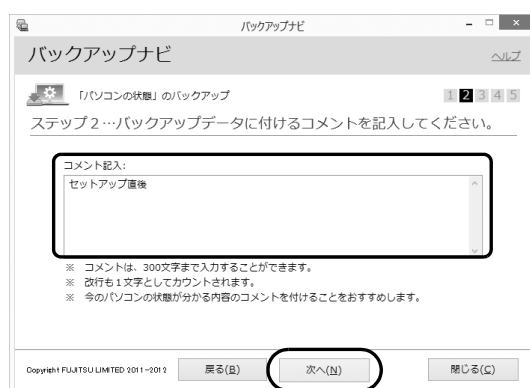 バックアップナビ
バックアップナビ
ヘルプ
「パソコンの状態」のバックアップ
1 2 3 4 5
ステップ２…バックアップデータに付けるコメントを記入してください。
コメント記入:
セットアップ直後
※ コメントは、300文字まで入力することができます。
※ 改行も１文字としてカウントされます。
※ 今のパソコンの状態が分かる内容のコメントを付けることをおすすめします。
Copyright FUJITSU LIMITED 2011-2012 戻る(B) 次へ(N) 閉じる(C)